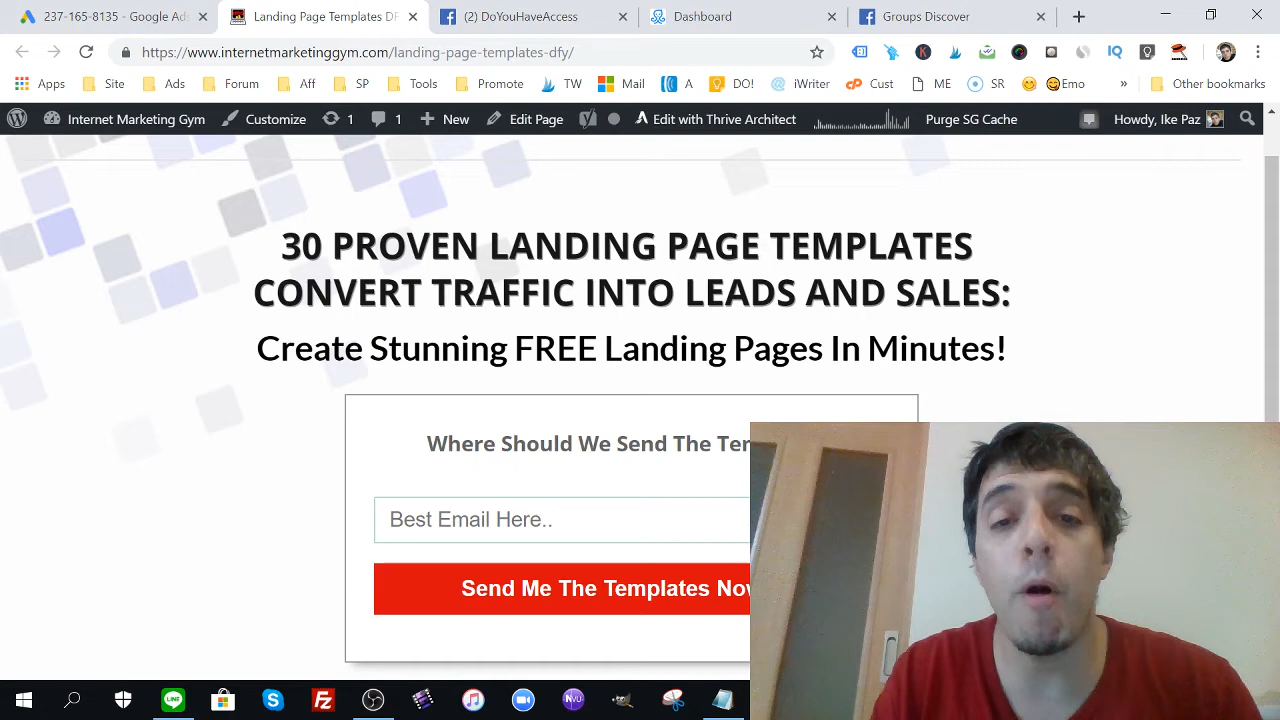 237-165-8135 - Google Ads
Landing Page Templates DF
(2) DoYouHaveAccess
Dashboard
Groups Discover
https://www.internetmarketinggym.com/landing-page-templates-dfy/
Apps Site Ads Forum Aff SP Tools Promote TW Mail A DO! iWriter Cust ME SR Emo » Other bookmarks
Internet Marketing Gym Customize 1 1 New Edit Page Edit with Thrive Architect Purge SG Cache Howdy, Ike Paz
30 PROVEN LANDING PAGE TEMPLATES
CONVERT TRAFFIC INTO LEADS AND SALES:
Create Stunning FREE Landing Pages In Minutes!
Where Should We Send The Tem
Best Email Here..
Send Me The Templates Now